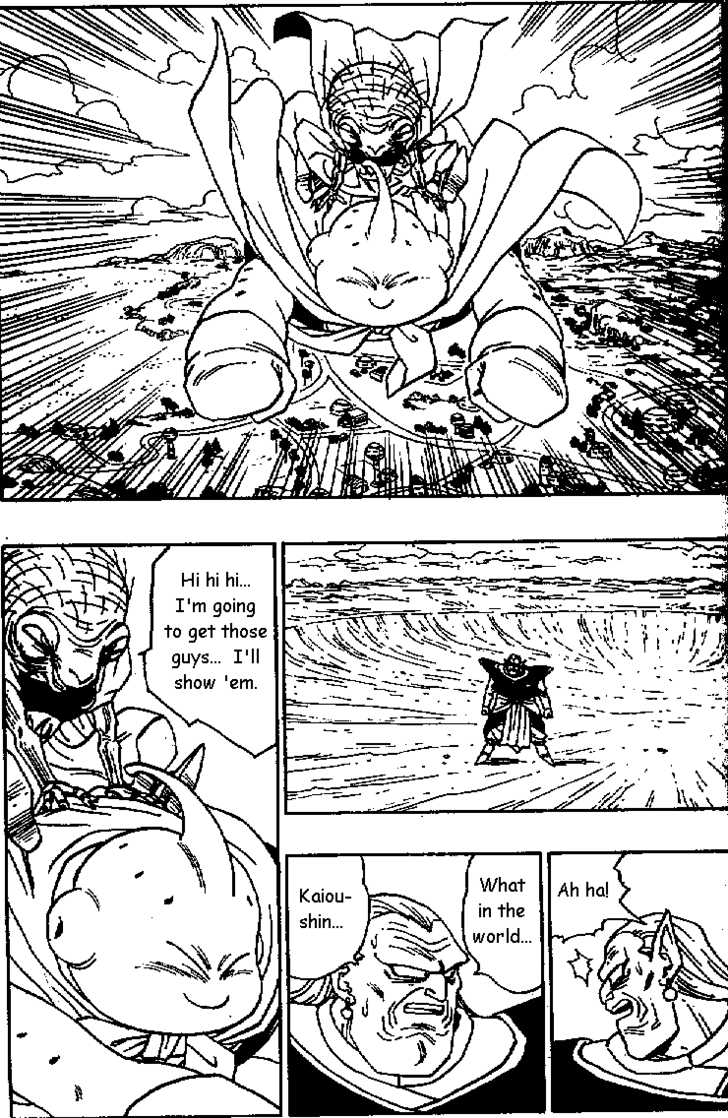 Hi hi hi...
I'm going
to get those
guys... I'll
show 'em.
Kaiou-
shin...
What
in the
world...
Ah ha!